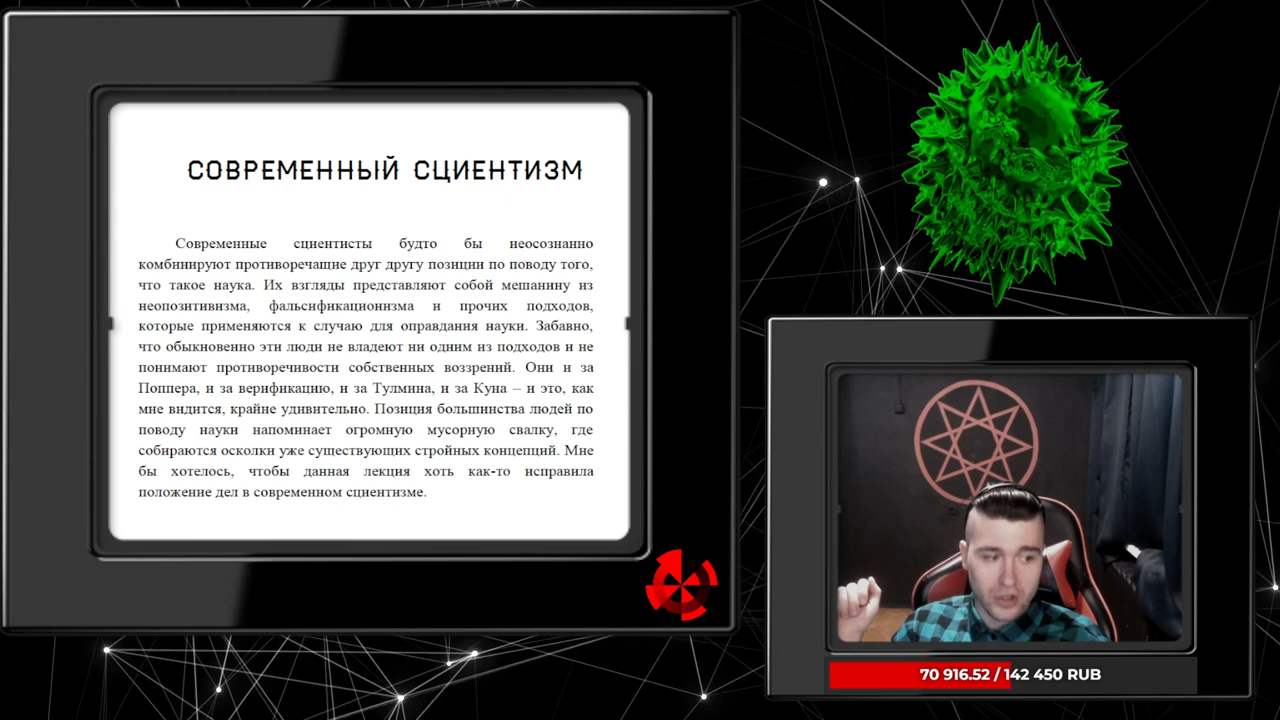 СОВРЕМЕННЫЙ СЦИЕНТИЗМ
Современные сциентисты будто бы неосознанно
комбинируют противоречащие друг другу позиции по поводу того,
что такое наука. Их взгляды представляют собой мешанину из
неопозитивизма, фальсификационизма и прочих подходов,
которые применяются к случаю для оправдания науки. Забавно,
что обыкновенно эти люди не владеют ни одним из подходов и не
понимают противоречивости собственных воззрений. Они и за
Поппера, и за верификацию, и за Тулмина, и за Куна – и это, как
мне видится, крайне удивительно. Позиция большинства людей по
поводу науки напоминает огромную мусорную свалку, где
собираются осколки уже существующих стройных концепций. Мне
бы хотелось, чтобы данная лекция хоть как-то исправила
положение дел в современном сциентизме.
70 916.52 / 142 450 RUB